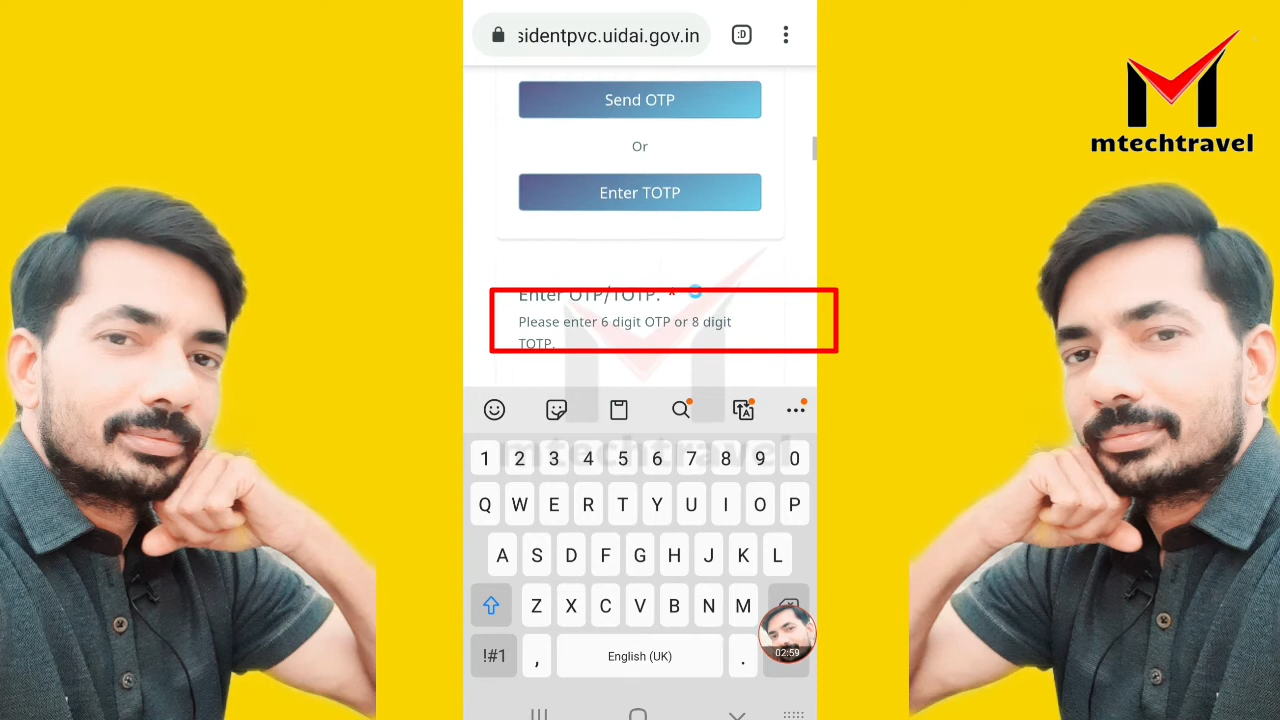 sidentpvc.uidai.gov.in
:D
mtechtravel
Send OTP
Or
Enter TOTP
Enter OTP/TOTP. *
Please enter 6 digit OTP or 8 digit
TOTP.
mtechtravel
1 2 3 4 5 6 7 8 9 0
Q W E R T Y U I O P
A S D F G H J K L
Z X C V B N M
02:59
!#1 , English (UK) .